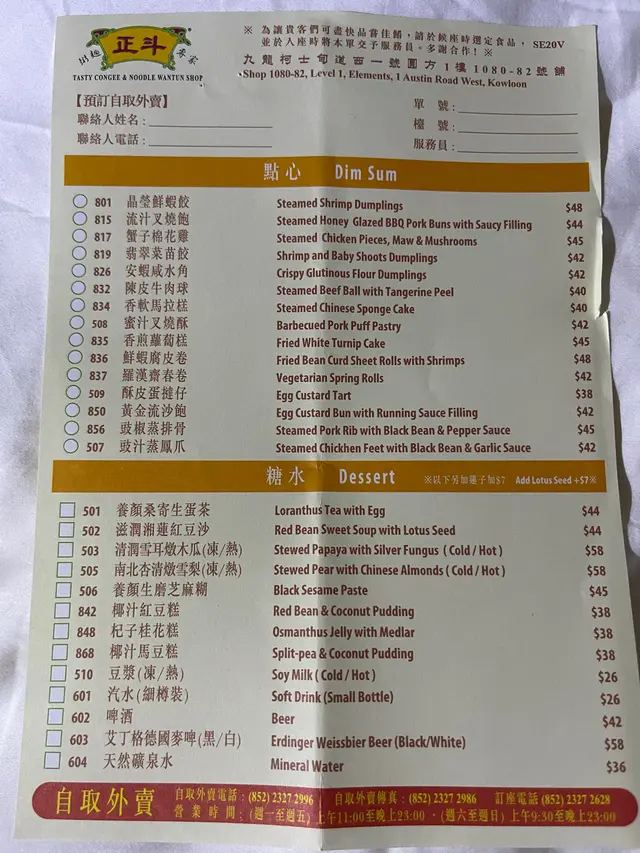 正斗
粥麵專家
TASTY CONGEE & NOODLE WANTUN SHOP
※ 為讓貴客們可盡快品嘗佳餚，請於候座時選定食品，
並於入座時將本單交予服務員。多謝合作！※ SE20V
九龍柯士甸道西一號圓方1樓1080-82號舖
Shop 1080-82, Level 1, Elements, 1 Austin Road West, Kowloon
【預訂自取外賣】
聯絡人姓名：
聯絡人電話：
單 號：
檯 號：
服務員：
點心 Dim Sum
801 晶瑩鮮蝦餃 Steamed Shrimp Dumplings $48
815 流汁叉燒飽 Steamed Honey Glazed BBQ Pork Buns with Saucy Filling $44
817 蟹子棉花雞 Steamed Chicken Pieces, Maw & Mushrooms $45
819 翡翠菜苗餃 Shrimp and Baby Shoots Dumplings $42
826 安蝦咸水角 Crispy Glutinous Flour Dumplings $42
832 陳皮牛肉球 Steamed Beef Ball with Tangerine Peel $40
834 香軟馬拉糕 Steamed Chinese Sponge Cake $40
508 蜜汁叉燒酥 Barbecued Pork Puff Pastry $42
835 香煎蘿蔔糕 Fried White Turnip Cake $45
836 鮮蝦腐皮卷 Fried Bean Curd Sheet Rolls with Shrimps $48
837 羅漢齋春卷 Vegetarian Spring Rolls $42
509 酥皮蛋撻仔 Egg Custard Tart $38
850 黃金流沙飽 Egg Custard Bun with Running Sauce Filling $42
856 豉椒蒸排骨 Steamed Pork Rib with Black Bean & Pepper Sauce $45
507 豉汁蒸鳳爪 Steamed Chickhen Feet with Black Bean & Garlic Sauce $42
糖水 Dessert ※以下另加蓮子加$7 Add Lotus Seed +$7※
501 養顏桑寄生蛋茶 Loranthus Tea with Egg $44
502 滋潤湘蓮紅豆沙 Red Bean Sweet Soup with Lotus Seed $44
503 清潤雪耳燉木瓜(凍/熱) Stewed Papaya with Silver Fungus ( Cold / Hot ) $58
505 南北杏清燉雪梨(凍/熱) Stewed Pear with Chinese Almonds ( Cold / Hot ) $58
506 養顏生磨芝麻糊 Black Sesame Paste $45
842 椰汁紅豆糕 Red Bean & Coconut Pudding $38
848 杞子桂花糕 Osmanthus Jelly with Medlar $38
868 椰汁馬豆糕 Split-pea & Coconut Pudding $38
510 豆漿(凍/熱) Soy Milk ( Cold / Hot ) $26
601 汽水(細樽裝) Soft Drink (Small Bottle) $26
602 啤酒 Beer $42
603 艾丁格德國麥啤(黑/白) Erdinger Weissbier Beer (Black/White) $58
604 天然礦泉水 Mineral Water $36
自取外賣 自取外賣電話：(852) 2327 2996 自取外賣傳真：(852) 2327 2986 訂座電話 (852) 2327 2628
營業時間：(週一至週五) 上午11:00至晚上23:00 ．(週六至週日) 上午9:30至晚上23:00